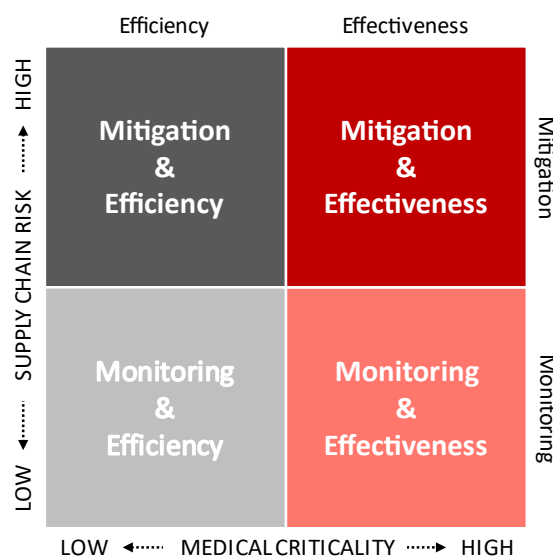 Efficiency
Effectiveness
HIGH
SUPPLY CHAIN RISK
LOW
Mitigation
&
Efficiency
Mitigation
&
Effectiveness
Mitigation
Monitoring
&
Efficiency
Monitoring
&
Effectiveness
Monitoring
LOW
MEDICAL CRITICALITY
HIGH